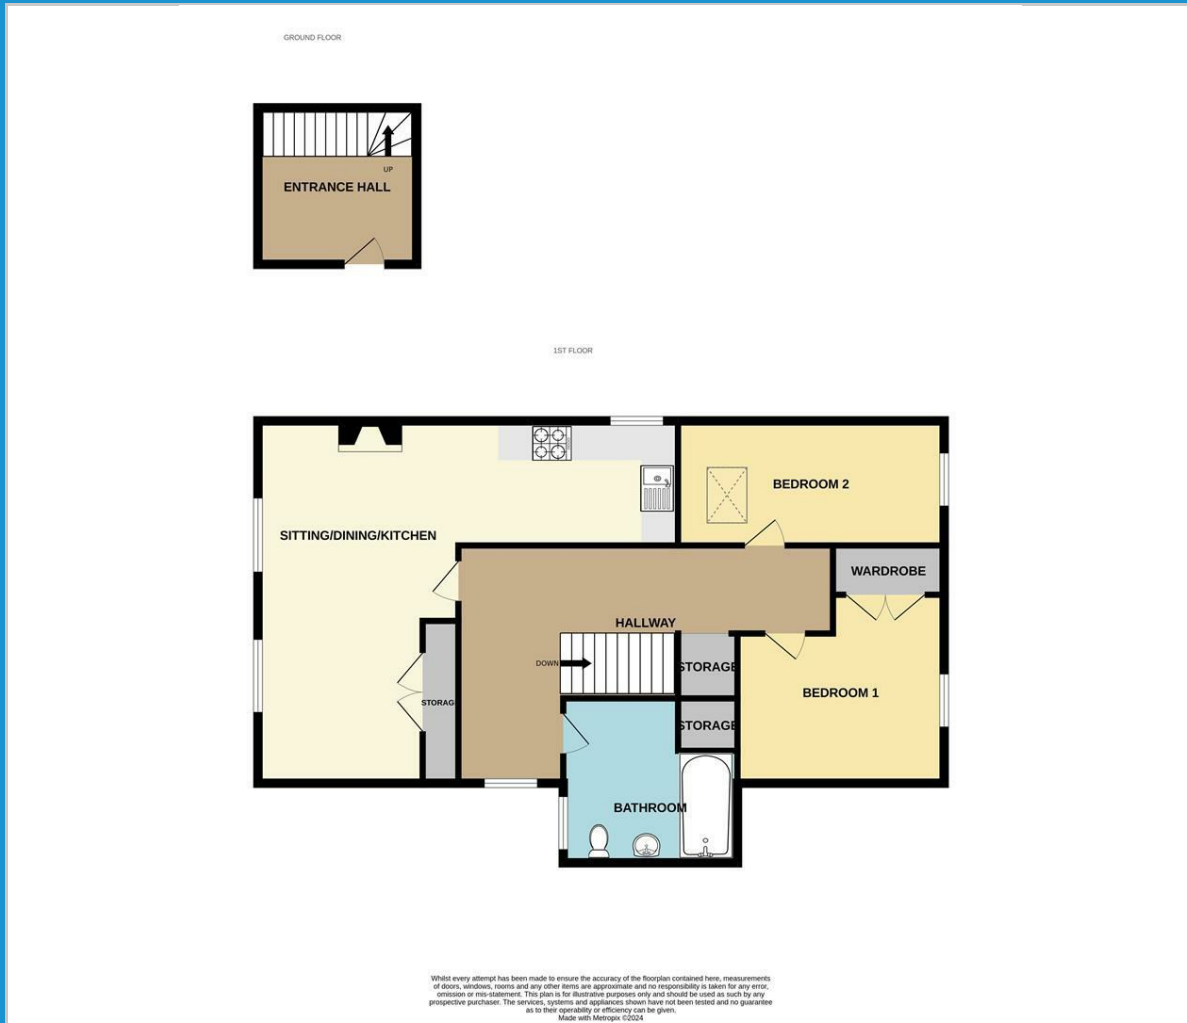 GROUND FLOOR
UP
ENTRANCE HALL
1ST FLOOR
BEDROOM 2
SITTING/DINING/KITCHEN
WARDROBE
HALLWAY
DOWN
STORAGE
BEDROOM 1
STORAGE
STORAGE
BATHROOM
Whilst every attempt has been made to ensure the accuracy of the floorplan contained here, measurements
of doors, windows, rooms and any other items are approximate and no responsibility is taken for any error,
omission or mis-statement. This plan is for illustrative purposes only and should be used as such by any
prospective purchaser. The services, systems and appliances shown have not been tested and no guarantee
as to their operability or efficiency can be given.
Made with Metropix ©2024